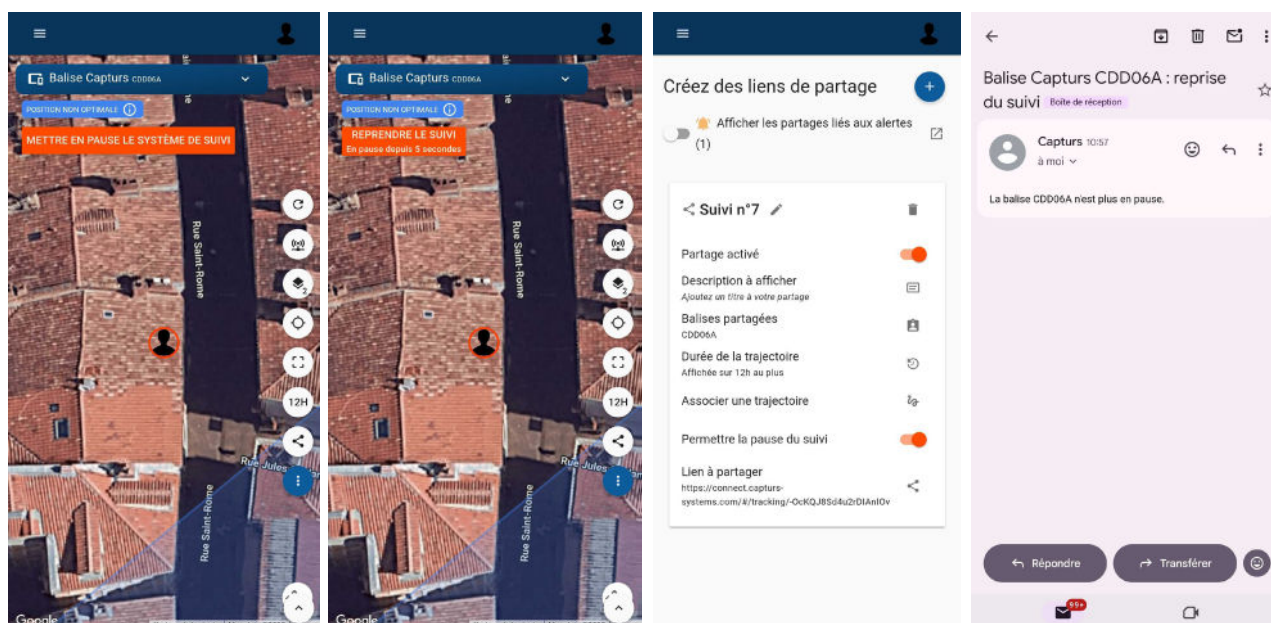 Balise Capturs CDD06A
POSITION NON OPTIMALE
METTRE EN PAUSE LE SYSTÈME DE SUIVI
Rue Saint-Rome
12H
Rue Jules
Rue Saint-Rome
Google
Balise Capturs CDD06A
POSITION NON OPTIMALE
REPRENDRE LE SUIVI
En pause depuis 5 secondes
Rue Saint-Rome
12H
Rue Jules
Rue Saint-Rome
Google
Créez des liens de partage
Afficher les partages liés aux alertes
(1)
Suivi n°7
Partage activé
Description à afficher
Ajoutez un titre à votre partage
Balises partagées
CDD06A
Durée de la trajectoire
Affichée sur 12h au plus
Associer une trajectoire
Permettre la pause du suivi
Lien à partager
https://connect.capturs-
systems.com/#/tracking/-OcKQJ8Sd4u2rDIAnIOv
Balise Capturs CDD06A : reprise
du suivi Boîte de réception
Capturs 10:57
à moi
La balise CDD06A n'est plus en pause.
Répondre
Transférer
99+